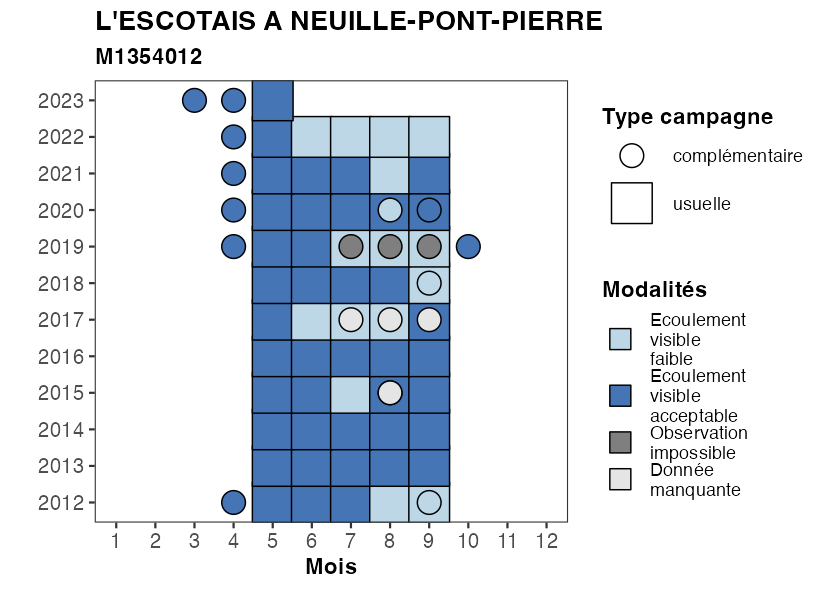 L'ESCOTAIS A NEUILLE-PONT-PIERRE
M1354012
2023
2022
2021
2020
2019
2018
2017
2016
2015
2014
2013
2012
1 2 3 4 5 6 7 8 9 10 11 12
Mois
Type campagne
complémentaire
usuelle
Modalités
Ecoulement
visible
faible
Ecoulement
visible
acceptable
Observation
impossible
Donnée
manquante